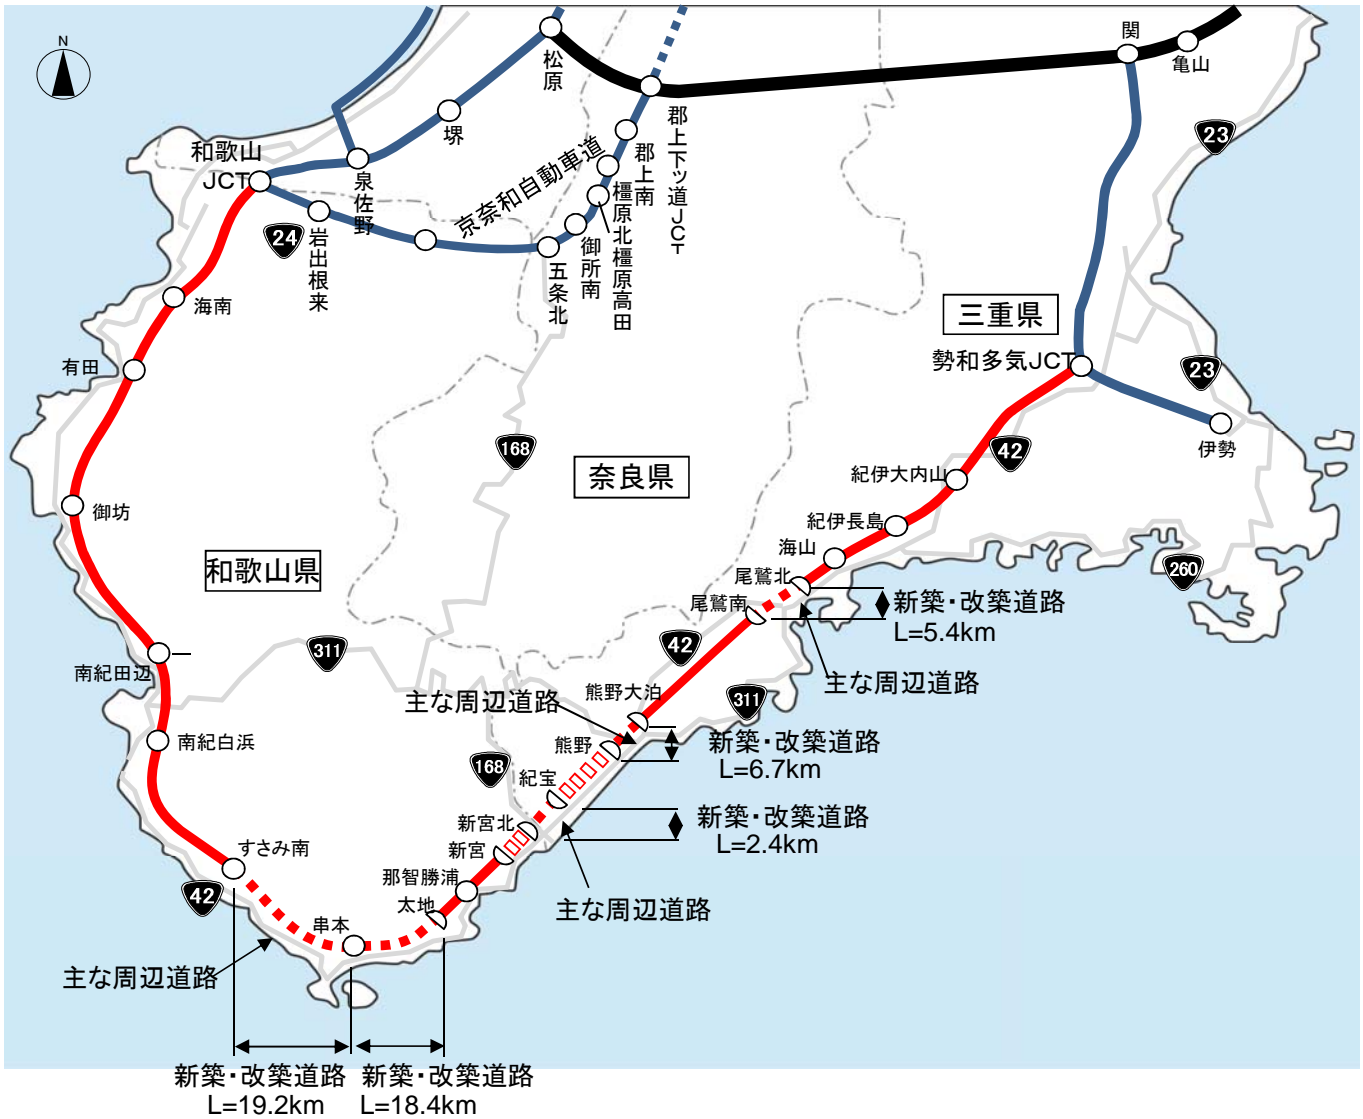 N
関
亀山
松原
堺
郡上下ッ道JCT
郡上南
京奈和自動車道
橿原北橿原高田
御所南
五条北
和歌山
JCT
泉佐野
岩出根来
24
23
海南
有田
三重県
勢和多気JCT
23
伊勢
168
42
奈良県
紀伊大内山
御坊
紀伊長島
海山
和歌山県
尾鷲北
260
尾鷲南
新築・改築道路
L=5.4km
311
42
南紀田辺
主な周辺道路
熊野大泊
311
主な周辺道路
南紀白浜
熊野
新築・改築道路
L=6.7km
168
紀宝
新宮北
新築・改築道路
L=2.4km
すさみ南
新宮
那智勝浦
42
太地
主な周辺道路
串本
主な周辺道路
新築・改築道路
L=19.2km
新築・改築道路
L=18.4km